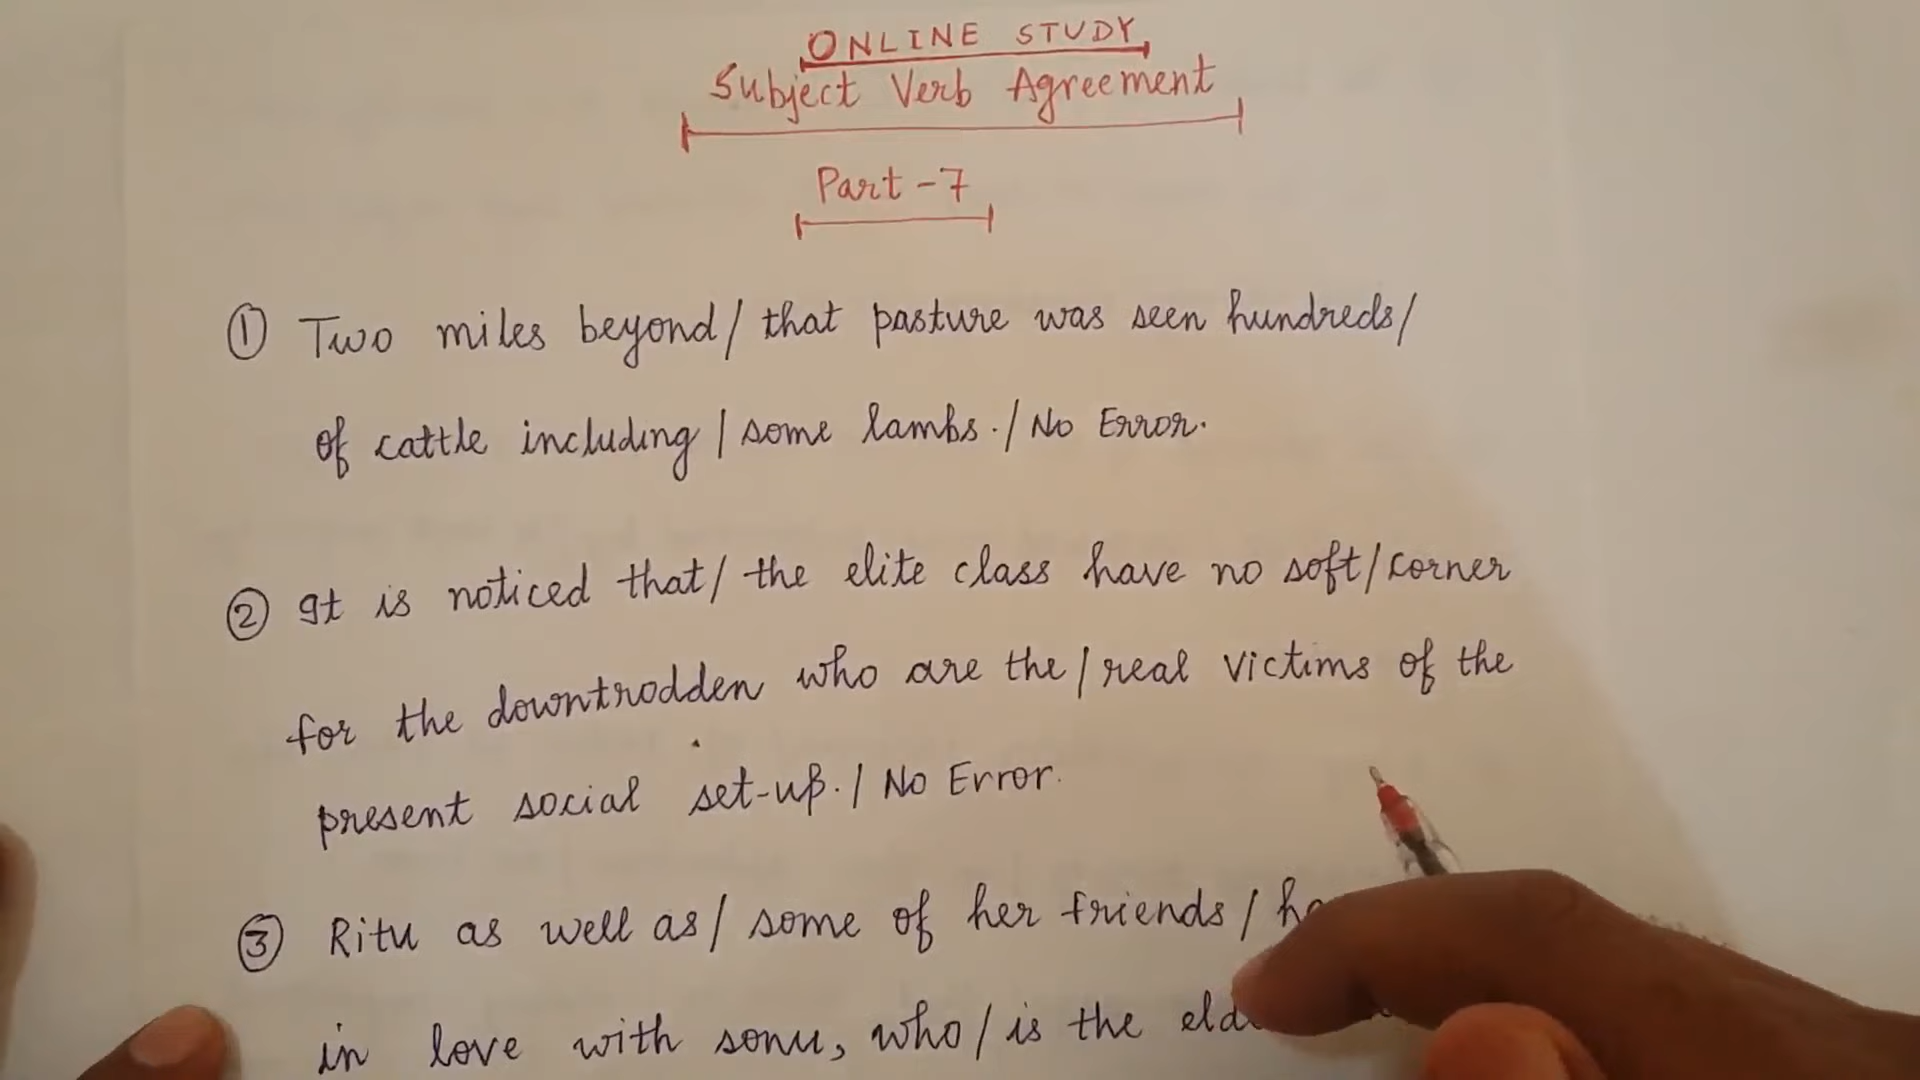 ONLINE STUDY
Subject Verb Agreement
Part-7
① Two miles beyond/ that pasture was seen hundreds/
of cattle including / some lambs. / No Error.
② It is noticed that/ the elite class have no soft/corner
for the downtrodden who are the / real victims of the
present social set-up. / No Error.
③ Ritu as well as/ some of her friends /
in love with sonu, who / is the